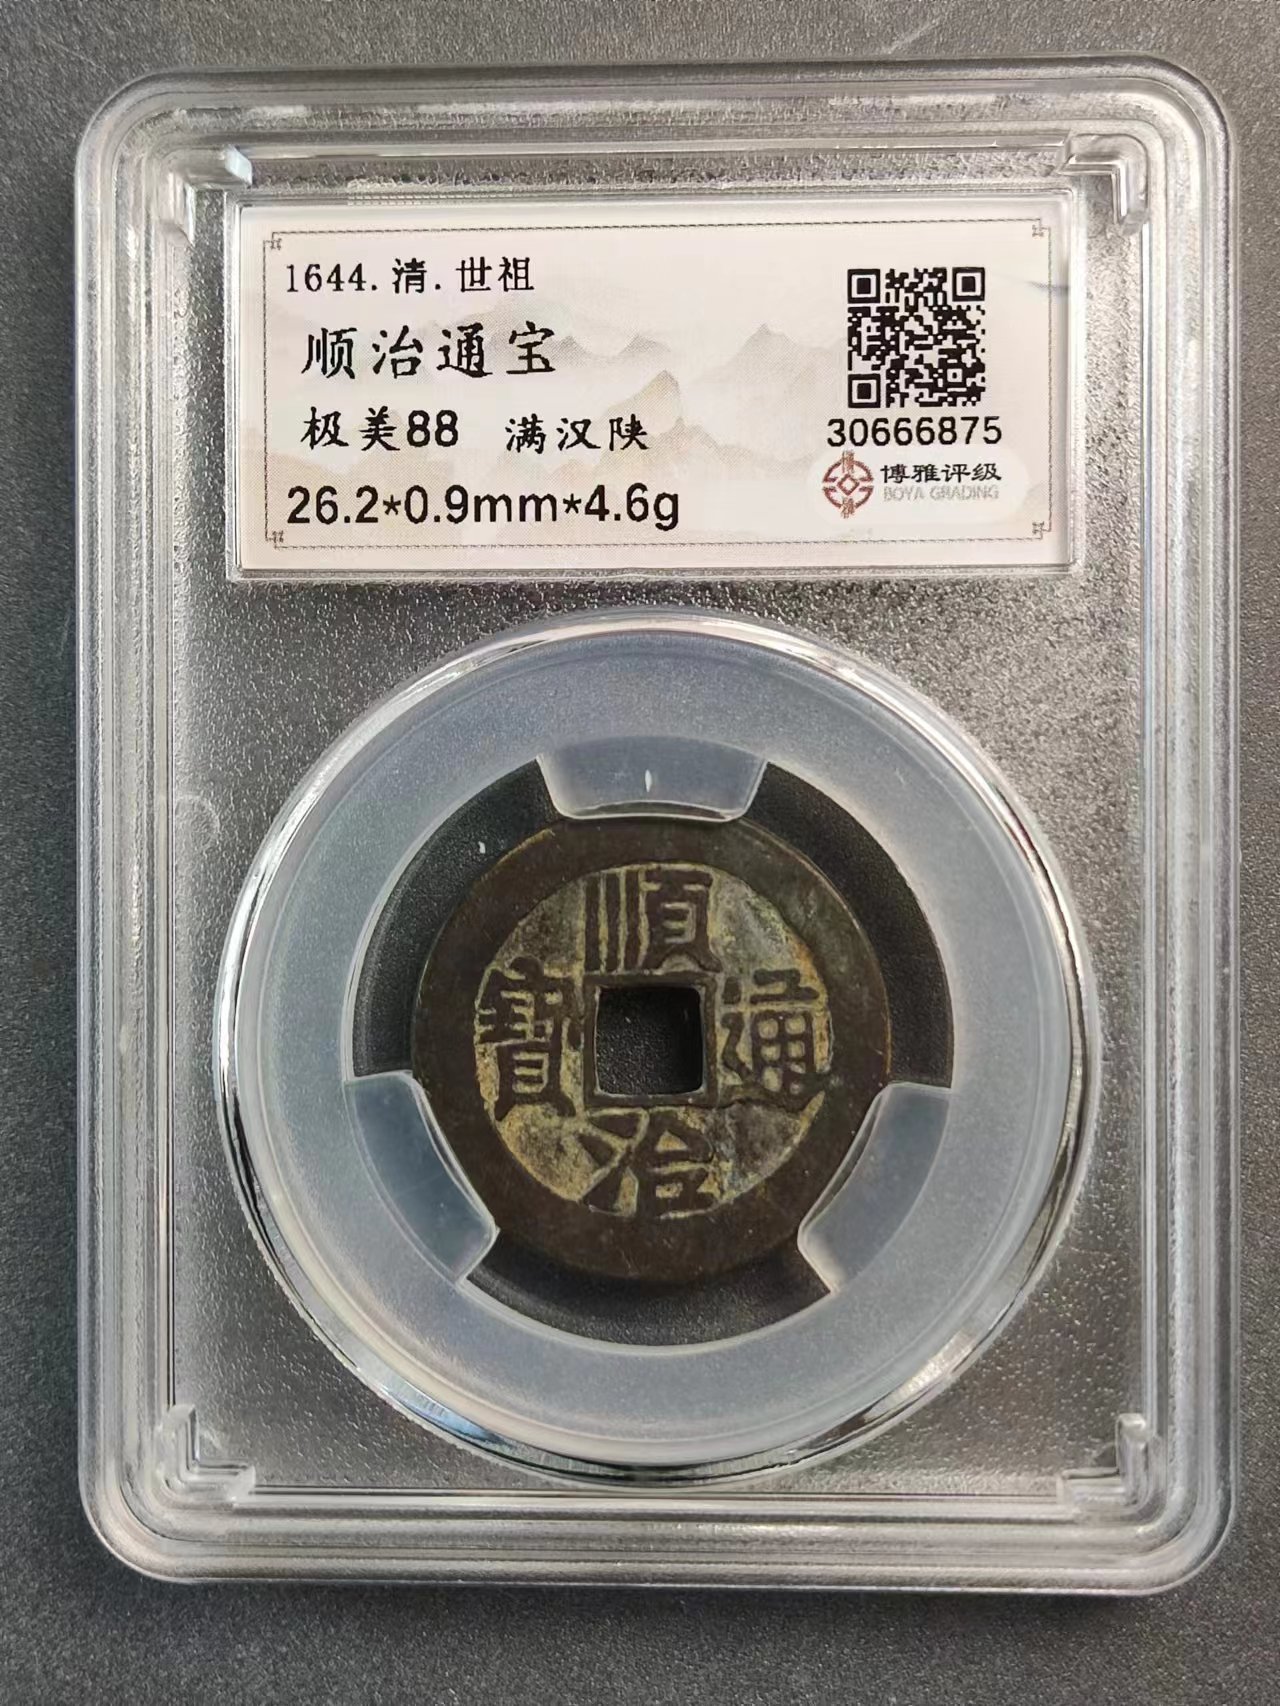 1644.清.世祖
顺治通宝
极美88 满汉陕
26.2*0.9mm*4.6g
30666875
博雅评级
BOYA GRADING
順
寶 通
治